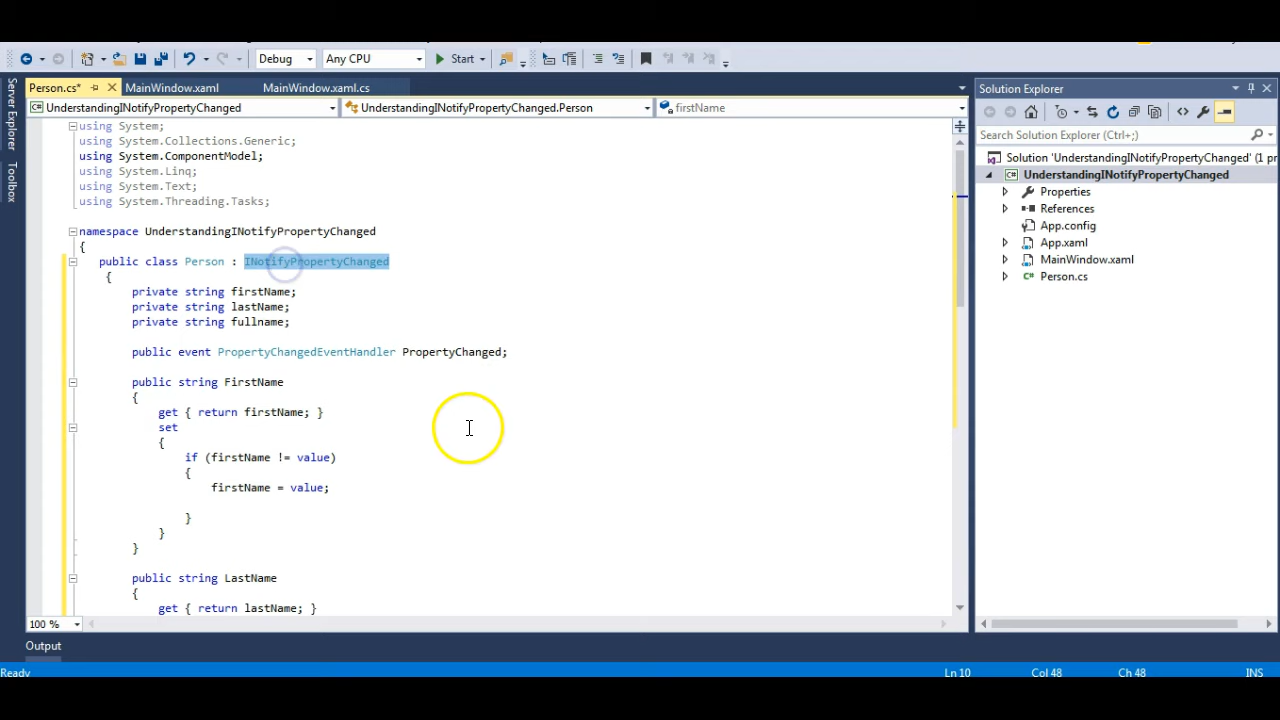 Debug
Any CPU
Start
Person.cs*
MainWindow.xaml
MainWindow.xaml.cs
UnderstandingINotifyPropertyChanged
UnderstandingINotifyPropertyChanged.Person
firstName
Server Explorer
Toolbox
using System;
using System.Collections.Generic;
using System.ComponentModel;
using System.Linq;
using System.Text;
using System.Threading.Tasks;
namespace UnderstandingINotifyPropertyChanged
{
public class Person : INotifyPropertyChanged
{
private string firstName;
private string lastName;
private string fullname;
public event PropertyChangedEventHandler PropertyChanged;
public string FirstName
{
get { return firstName; }
set
{
if (firstName != value)
{
firstName = value;
}
}
}
public string LastName
{
get { return lastName; }
100 %
Solution Explorer
Search Solution Explorer (Ctrl+;)
Solution 'UnderstandingINotifyPropertyChanged' (1 pr
UnderstandingINotifyPropertyChanged
Properties
References
App.config
App.xaml
MainWindow.xaml
Person.cs
Output
Ready
Ln 10
Col 48
Ch 48
INS